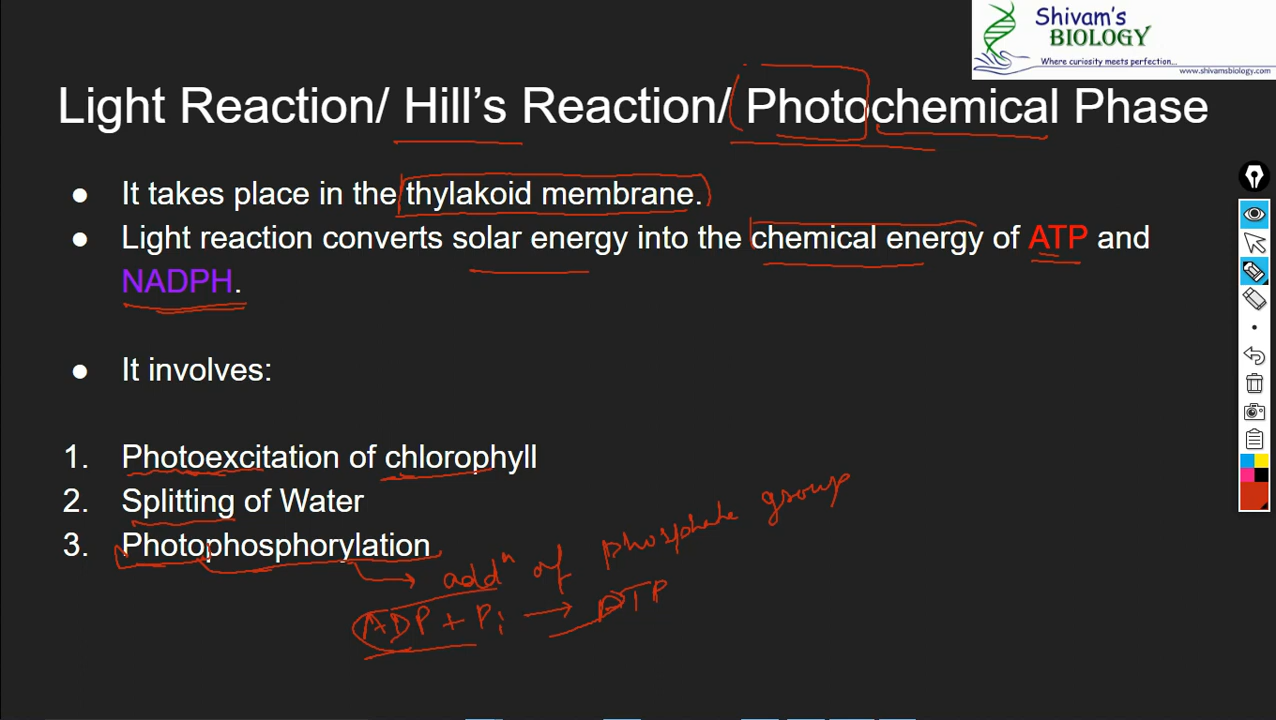 Shivam's
BIOLOGY
Where curiosity meets perfection...
www.shivamsbiology.com
Light Reaction/ Hill's Reaction/ Photochemical Phase
● It takes place in the thylakoid membrane.
● Light reaction converts solar energy into the chemical energy of ATP and
NADPH.
● It involves:
1. Photoexcitation of chlorophyll
2. Splitting of Water
3. Photophosphorylation
→ addⁿ of phosphate group
ADP + Pi → ATP